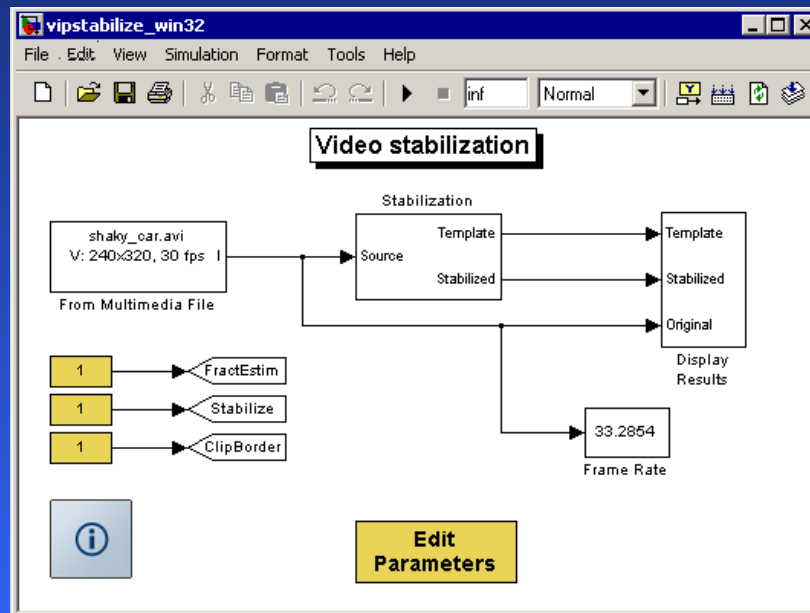 vipstabilize_win32
File Edit View Simulation Format Tools Help
inf Normal
Video stabilization
Stabilization
shaky_car.avi
V: 240x320, 30 fps I
From Multimedia File
Source
Template
Stabilized
Template
Stabilized
Original
Display
Results
1 FractEstim
1 Stabilize
1 ClipBorder
33.2854
Frame Rate
i
Edit
Parameters